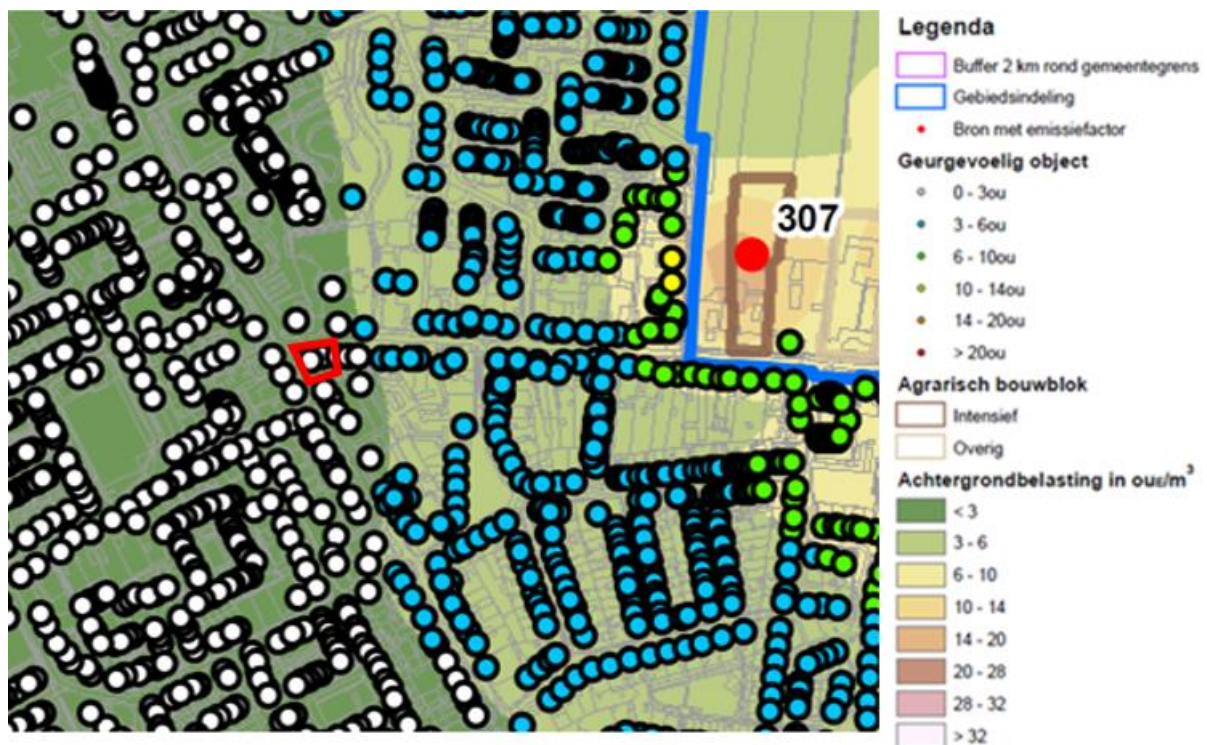 307
Legenda
Buffer 2 km rond gemeentegrens
Gebiedsindeling
Bron met emissiefactor
Geurgevoelig object
0 - 3ou
3 - 6ou
6 - 10ou
10 - 14ou
14 - 20ou
> 20ou
Agrarisch bouwblok
Intensief
Overig
Achtergrondbelasting in ouᴇ/m³
< 3
3 - 6
6 - 10
10 - 14
14 - 20
20 - 28
28 - 32
> 32